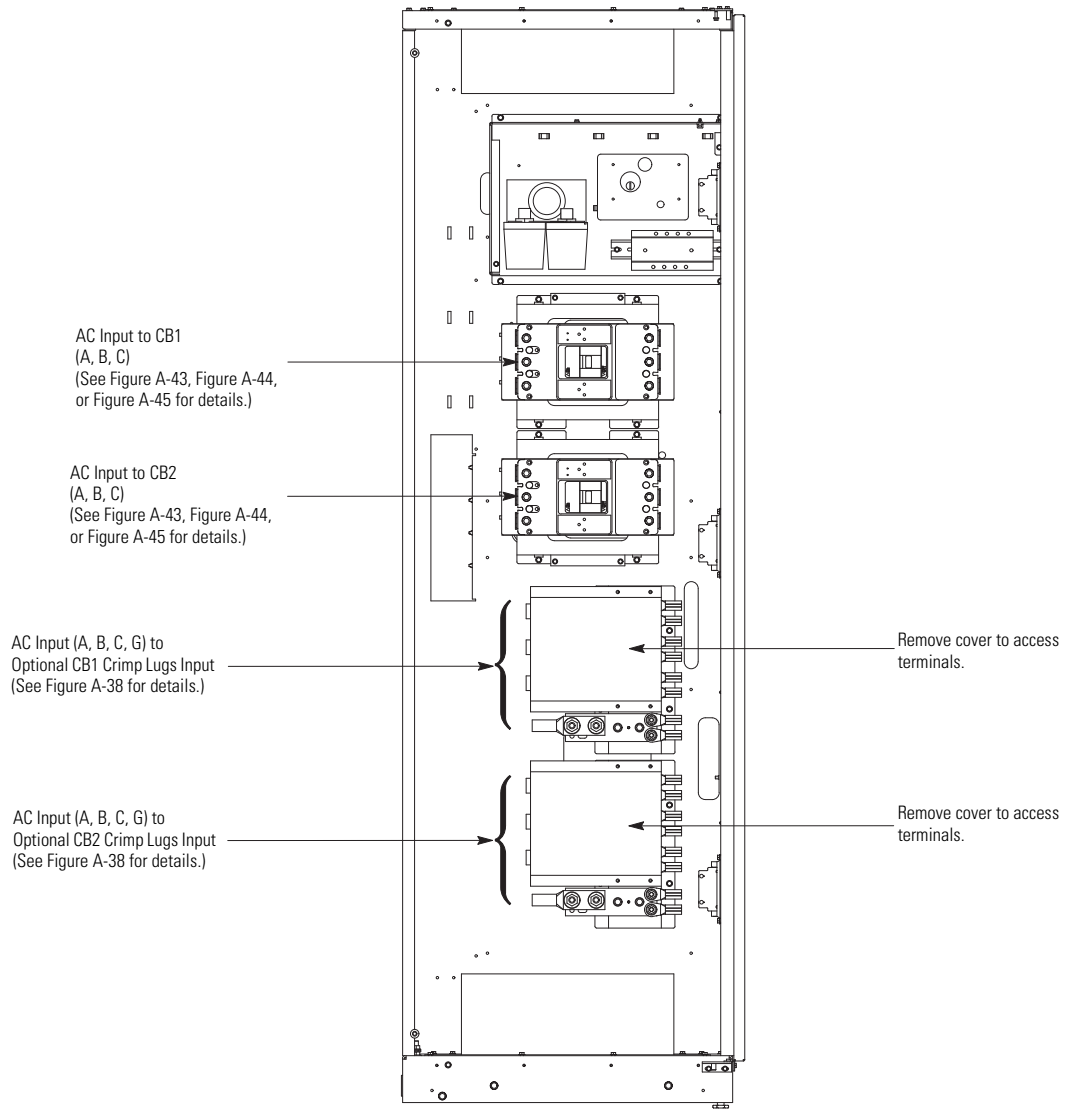 AC Input to CB1
(A, B, C)
(See Figure A-43, Figure A-44,
or Figure A-45 for details.)
AC Input to CB2
(A, B, C)
(See Figure A-43, Figure A-44,
or Figure A-45 for details.)
AC Input (A, B, C, G) to
Optional CB1 Crimp Lugs Input
(See Figure A-38 for details.)
Remove cover to access
terminals.
AC Input (A, B, C, G) to
Optional CB2 Crimp Lugs Input
(See Figure A-38 for details.)
Remove cover to access
terminals.